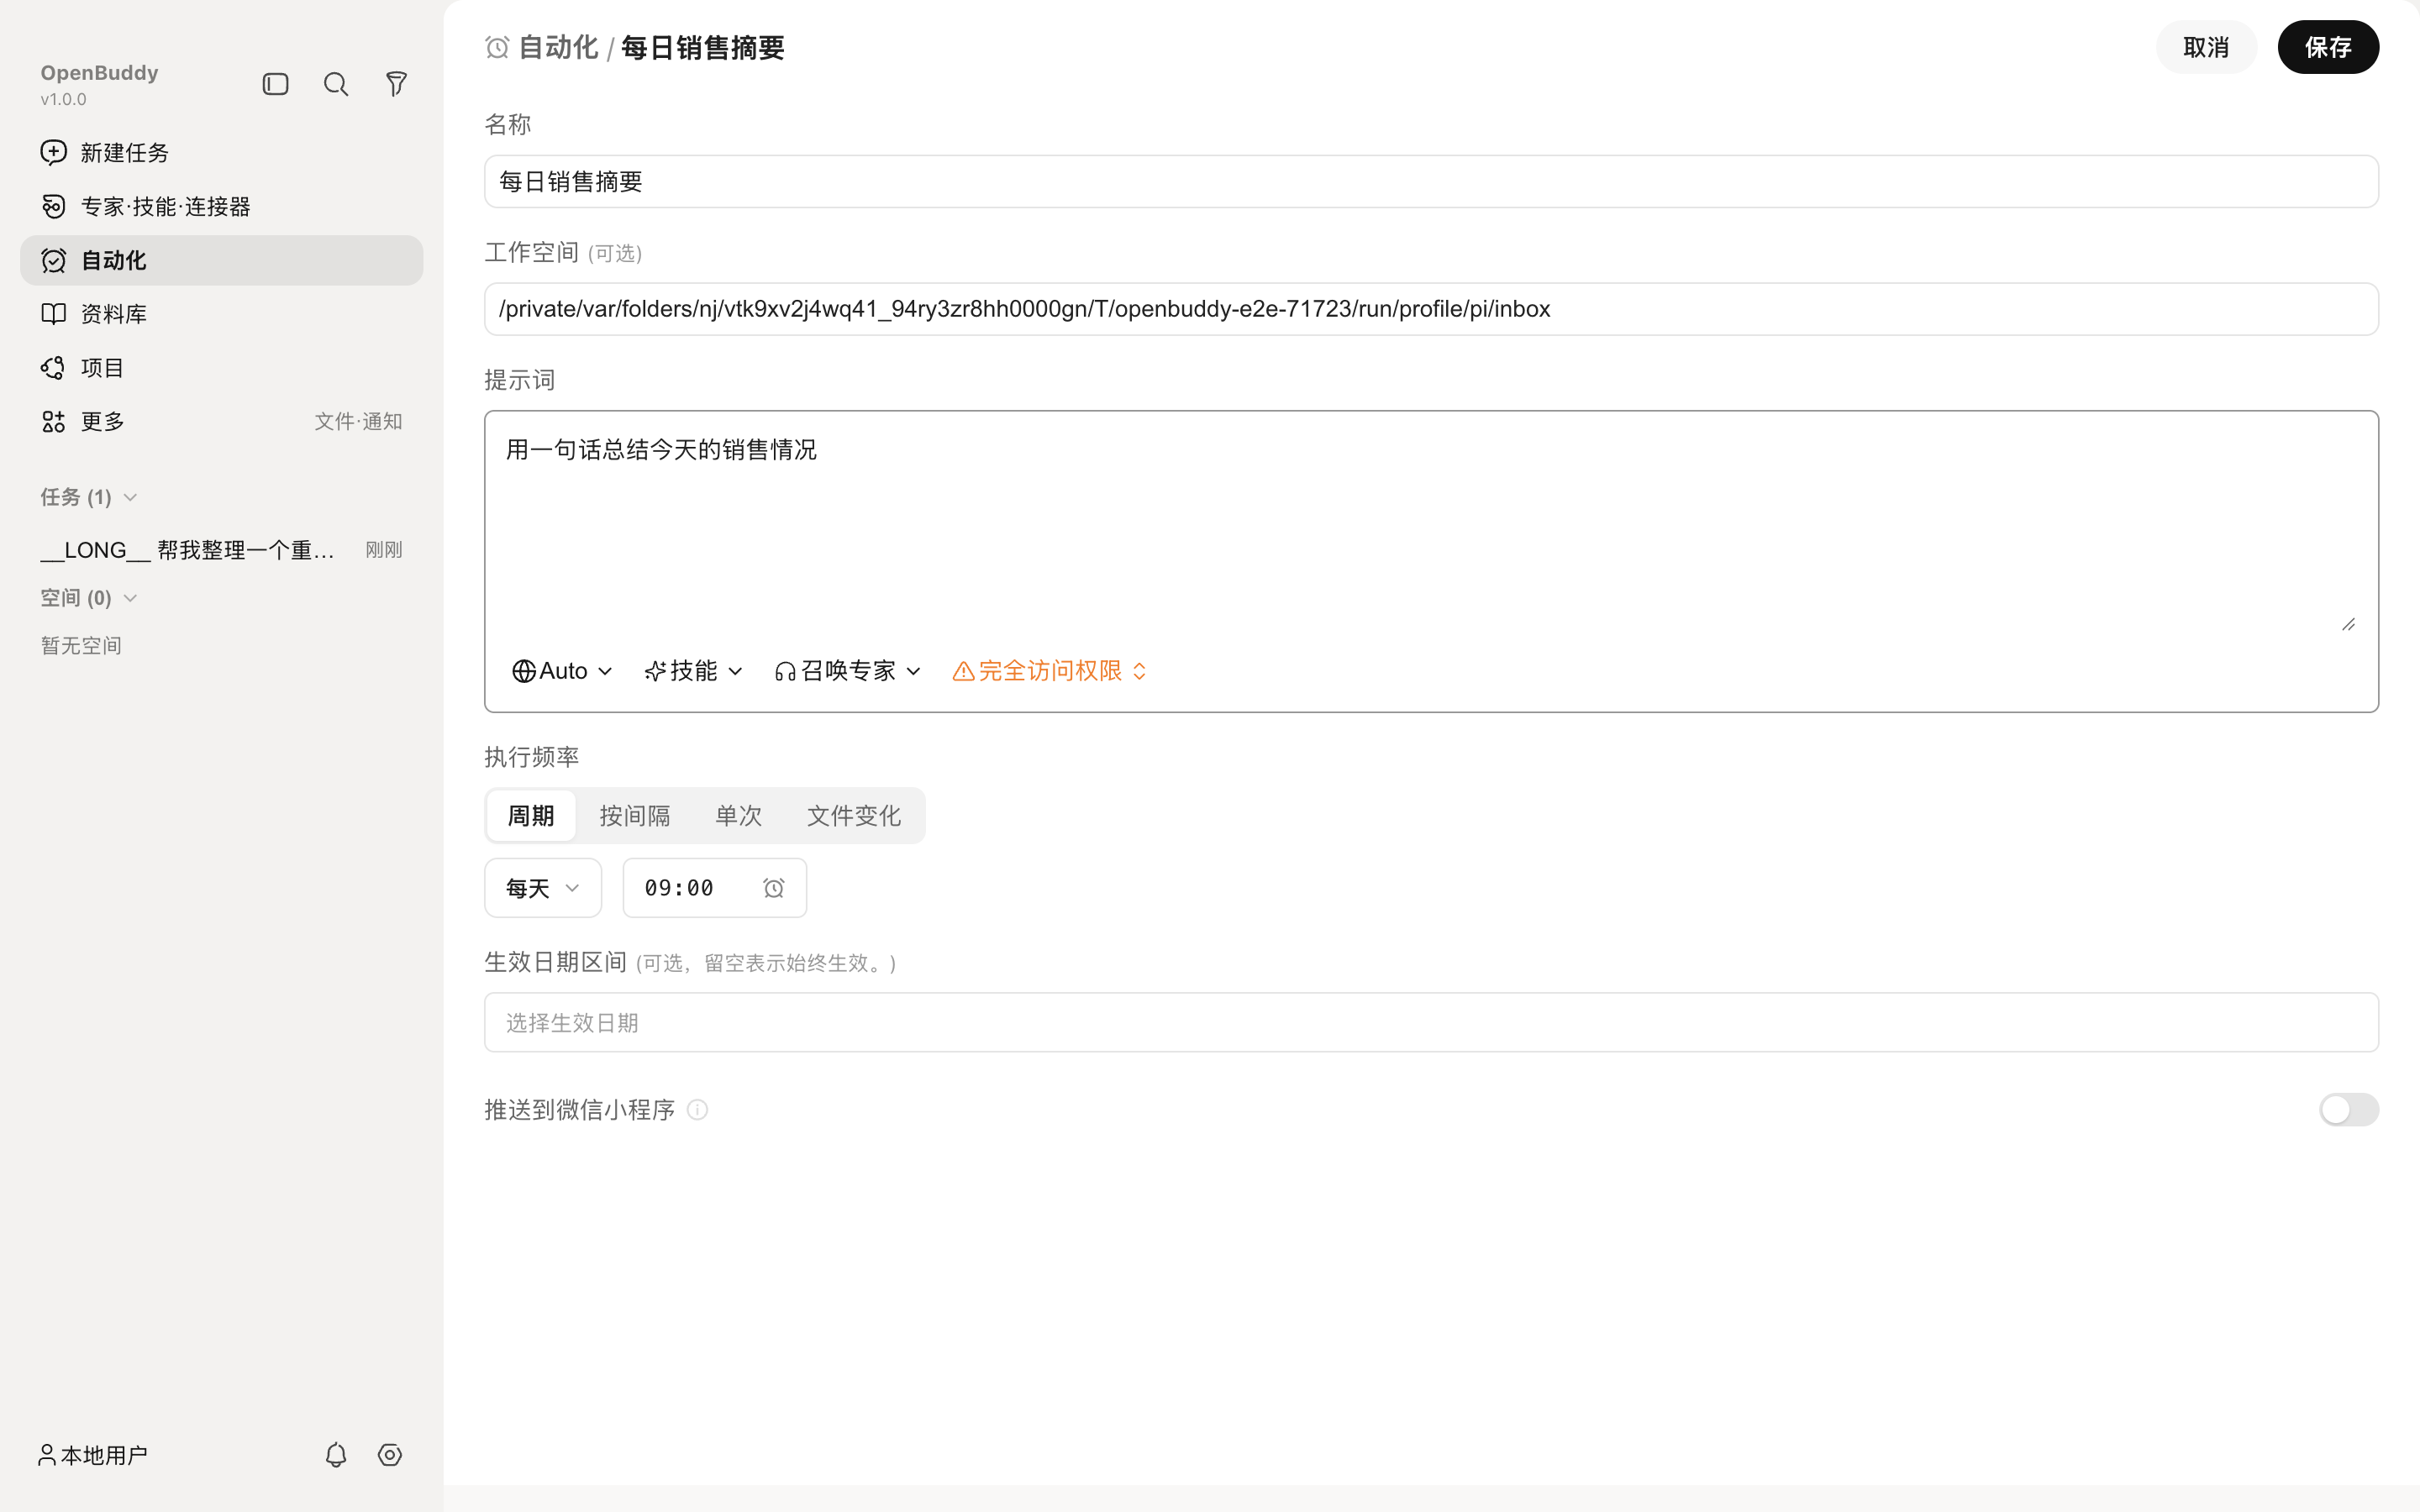 OpenBuddy
v1.0.0
新建任务
专家·技能·连接器
自动化
资料库
项目
更多 文件·通知
任务 (1)
__LONG__ 帮我整理一个重… 刚刚
空间 (0)
暂无空间
本地用户
自动化 / 每日销售摘要
取消 保存
名称
每日销售摘要
工作空间 (可选)
/private/var/folders/nj/vtk9xv2j4wq41_94ry3zr8hh0000gn/T/openbuddy-e2e-71723/run/profile/pi/inbox
提示词
用一句话总结今天的销售情况
Auto 技能 召唤专家 完全访问权限
执行频率
周期 按间隔 单次 文件变化
每天 09:00
生效日期区间 (可选，留空表示始终生效。)
选择生效日期
推送到微信小程序